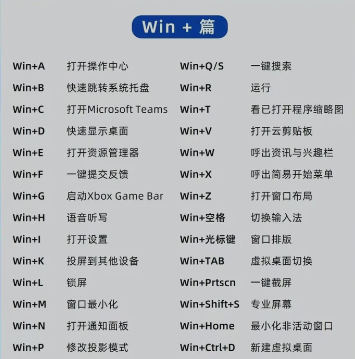 Win + 篇
Win+A 打开操作中心 Win+Q/S 一键搜索
Win+B 快速跳转系统托盘 Win+R 运行
Win+C 打开Microsoft Teams Win+T 看已打开程序缩略图
Win+D 快速显示桌面 Win+V 打开云剪贴板
Win+E 打开资源管理器 Win+W 呼出资讯与兴趣栏
Win+F 一键提交反馈 Win+X 呼出简易开始菜单
Win+G 启动Xbox Game Bar Win+Z 打开窗口布局
Win+H 语音听写 Win+空格 切换输入法
Win+I 打开设置 Win+光标键 窗口排版
Win+K 投屏到其他设备 Win+TAB 虚拟桌面切换
Win+L 锁屏 Win+Prtscn 一键截屏
Win+M 窗口最小化 Win+Shift+S 专业屏幕
Win+N 打开通知面板 Win+Home 最小化非活动窗口
Win+P 修改投影模式 Win+Ctrl+D 新建虚拟桌面